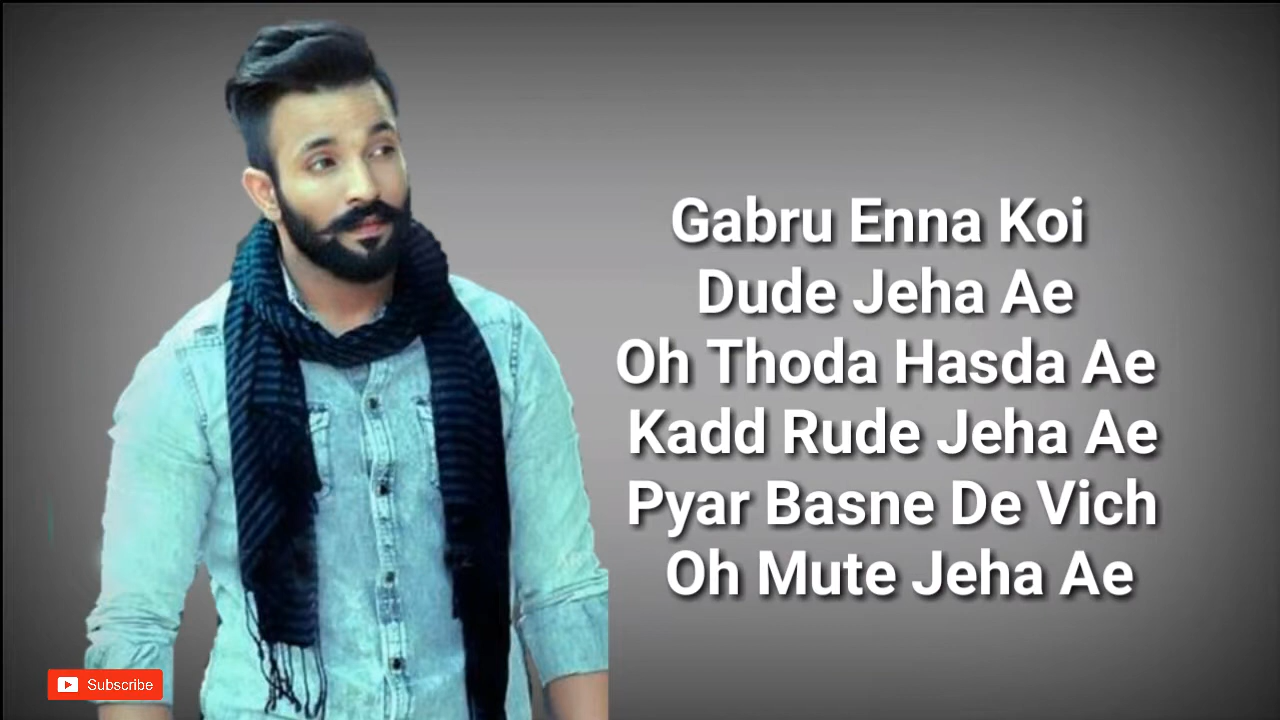 Gabru Enna Koi
Dude Jeha Ae
Oh Thoda Hasda Ae
Kadd Rude Jeha Ae
Pyar Basne De Vich
Oh Mute Jeha Ae
Subscribe